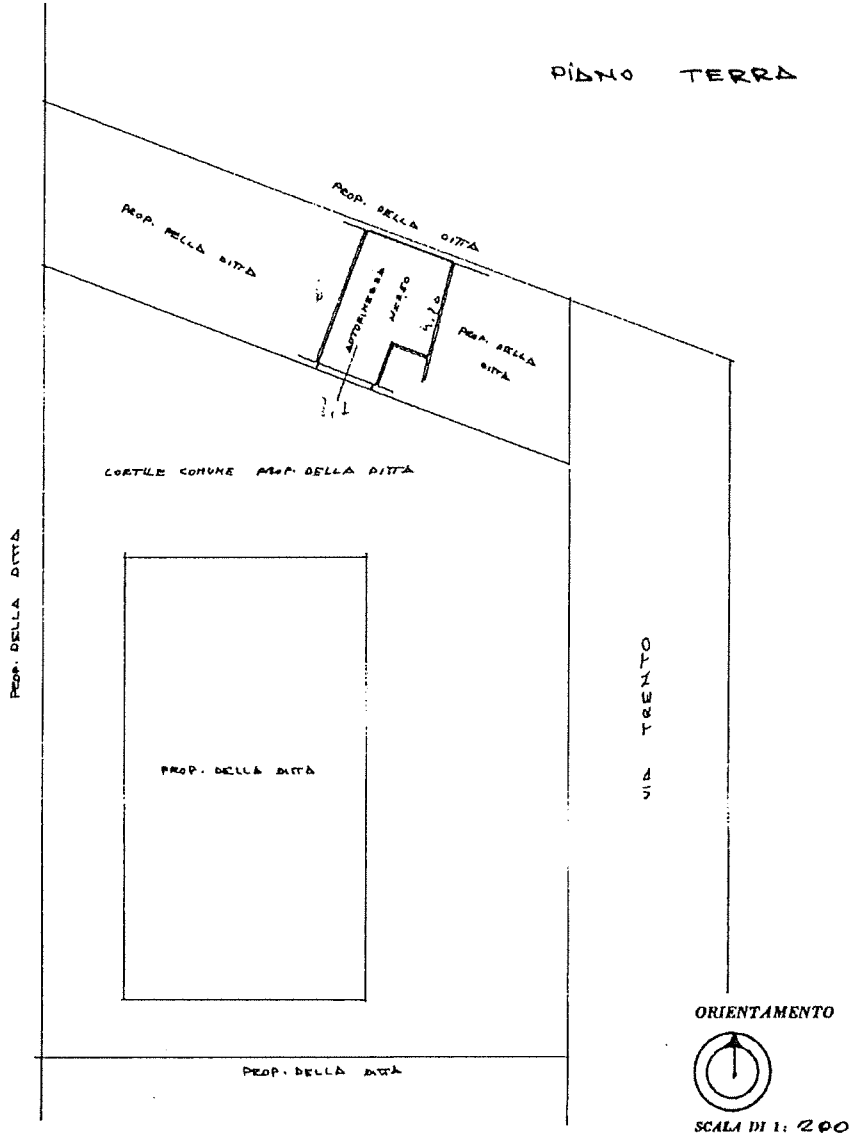 PIANO TERRA
PROP. DELLA DITTA
PROP. DELLA DITTA
AUTORIMESSA
PROP. DELLA
DITTA
CORTILE COMUNE PROP. DELLA DITTA
PROP. DELLA DITTA
PROP. DELLA DITTA
TRENTO
PROP. DELLA DITTA
ORIENTAMENTO
SCALA DI 1: 200